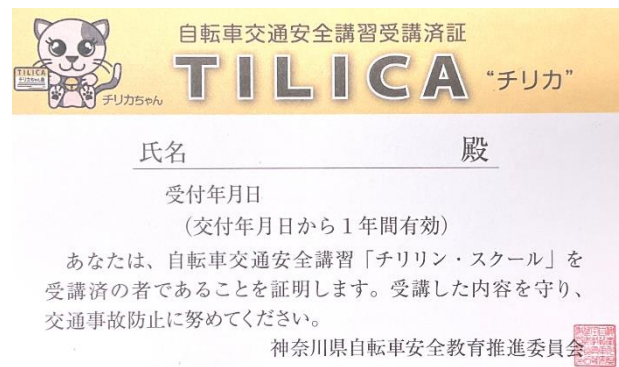 自転車交通安全講習受講済証
TILICA "チリカ"
TILICA
チリカちゃん
氏名 殿
受付年月日
(交付年月日から1年間有効)
あなたは、自転車交通安全講習「チリリン・スクール」を
受講済の者であることを証明します。受講した内容を守り、
交通事故防止に努めてください。
神奈川県自転車安全教育推進委員会